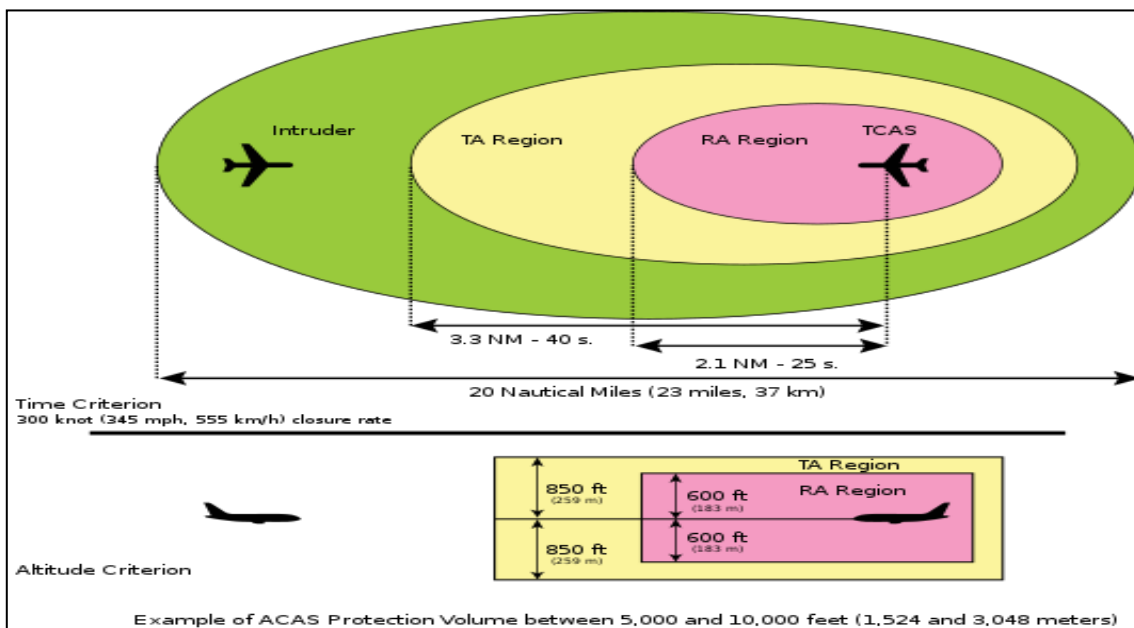 Intruder
TA Region
RA Region
TCAS
3.3 NM - 40 s.
2.1 NM - 25 s.
20 Nautical Miles (23 miles, 37 km)
Time Criterion
300 knot (345 mph, 555 km/h) closure rate
TA Region
RA Region
850 ft
(259 m)
600 ft
(183 m)
850 ft
(259 m)
600 ft
(183 m)
Altitude Criterion
Example of ACAS Protection Volume between 5,000 and 10,000 feet (1,524 and 3,048 meters)